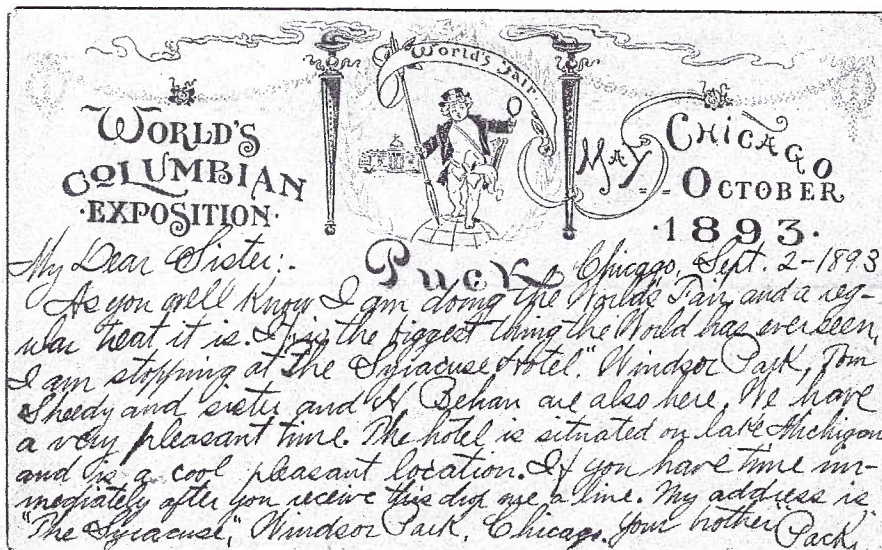 World's Fair
WORLD'S
COLUMBIAN
·EXPOSITION·
MAY
CHICAGO
= OCTOBER
·1893·
PUCK
My Dear Sister:. Chicago, Sept. 2-1893
As you well know I am doing the World's Fair and a reg-
ular treat it is. It is the biggest thing the World has ever seen,
I am stopping at "The Syracuse Hotel." Windsor Park, Tom
Sheedy and sister and N Behan are also here. We have
a very pleasant time. The hotel is situated on lake Michigan
and is a cool pleasant location. If you have time im-
mediately after you receive this drop me a line. My address is
"The Syracuse," Windsor Park, Chicago. Your brother "Pack,"